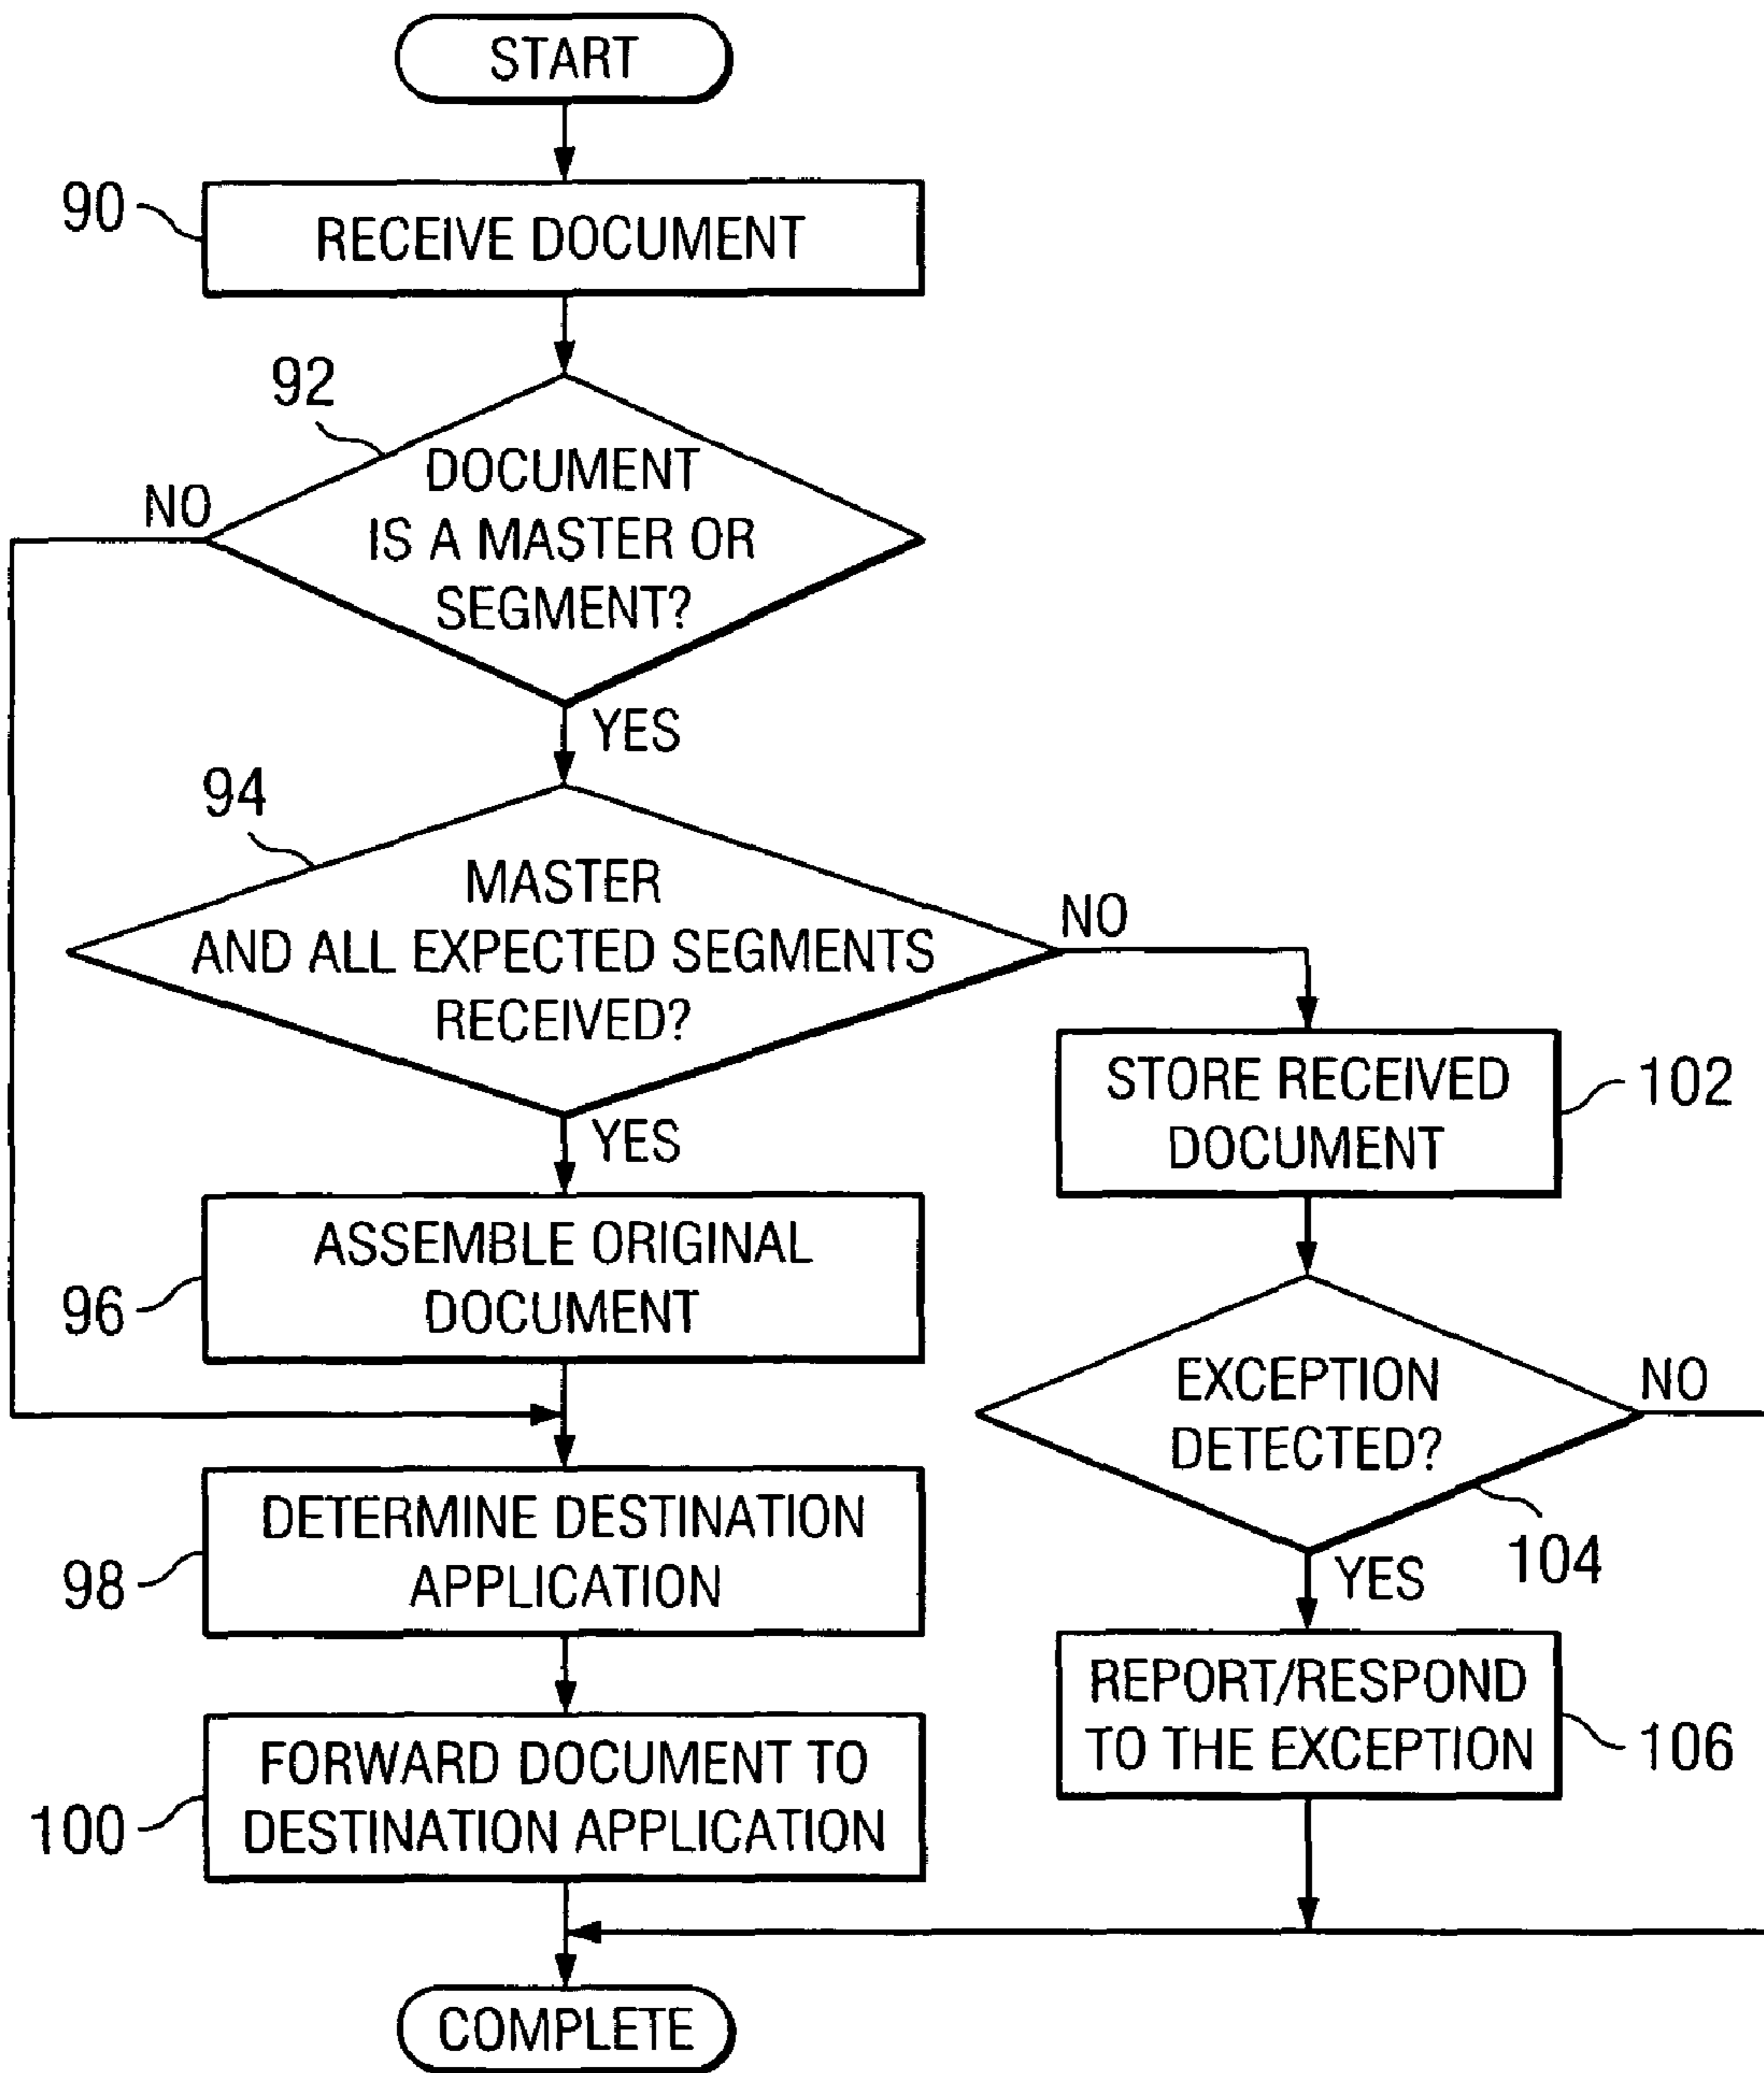 START
90
RECEIVE DOCUMENT
92
DOCUMENT
IS A MASTER OR
SEGMENT?
NO
YES
94
MASTER
AND ALL EXPECTED SEGMENTS
RECEIVED?
NO
YES
STORE RECEIVED
DOCUMENT
102
ASSEMBLE ORIGINAL
DOCUMENT
96
EXCEPTION
DETECTED?
NO
104
YES
DETERMINE DESTINATION
APPLICATION
98
REPORT/RESPOND
TO THE EXCEPTION
106
FORWARD DOCUMENT TO
DESTINATION APPLICATION
100
COMPLETE